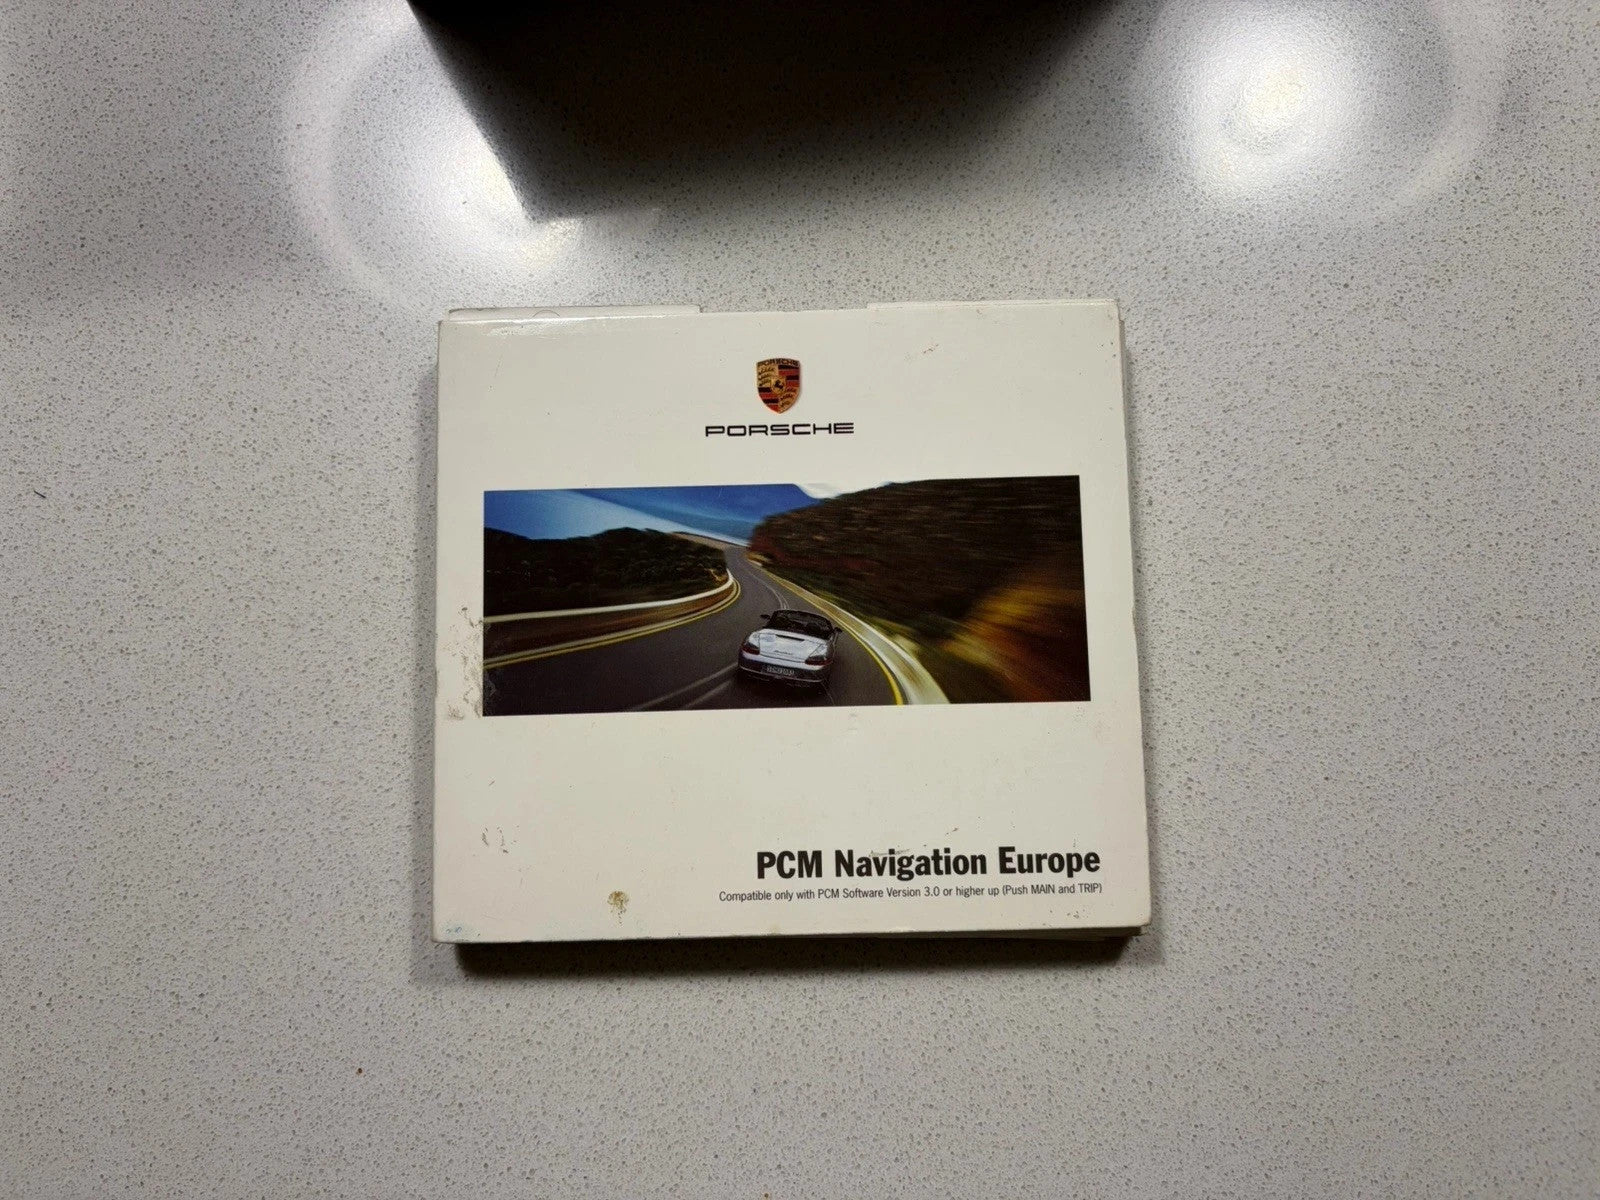 PORSCHE
PORSCHE
PCM Navigation Europe
Compatible only with PCM Software Version 3.0 or higher up (Push MAIN and TRIP)